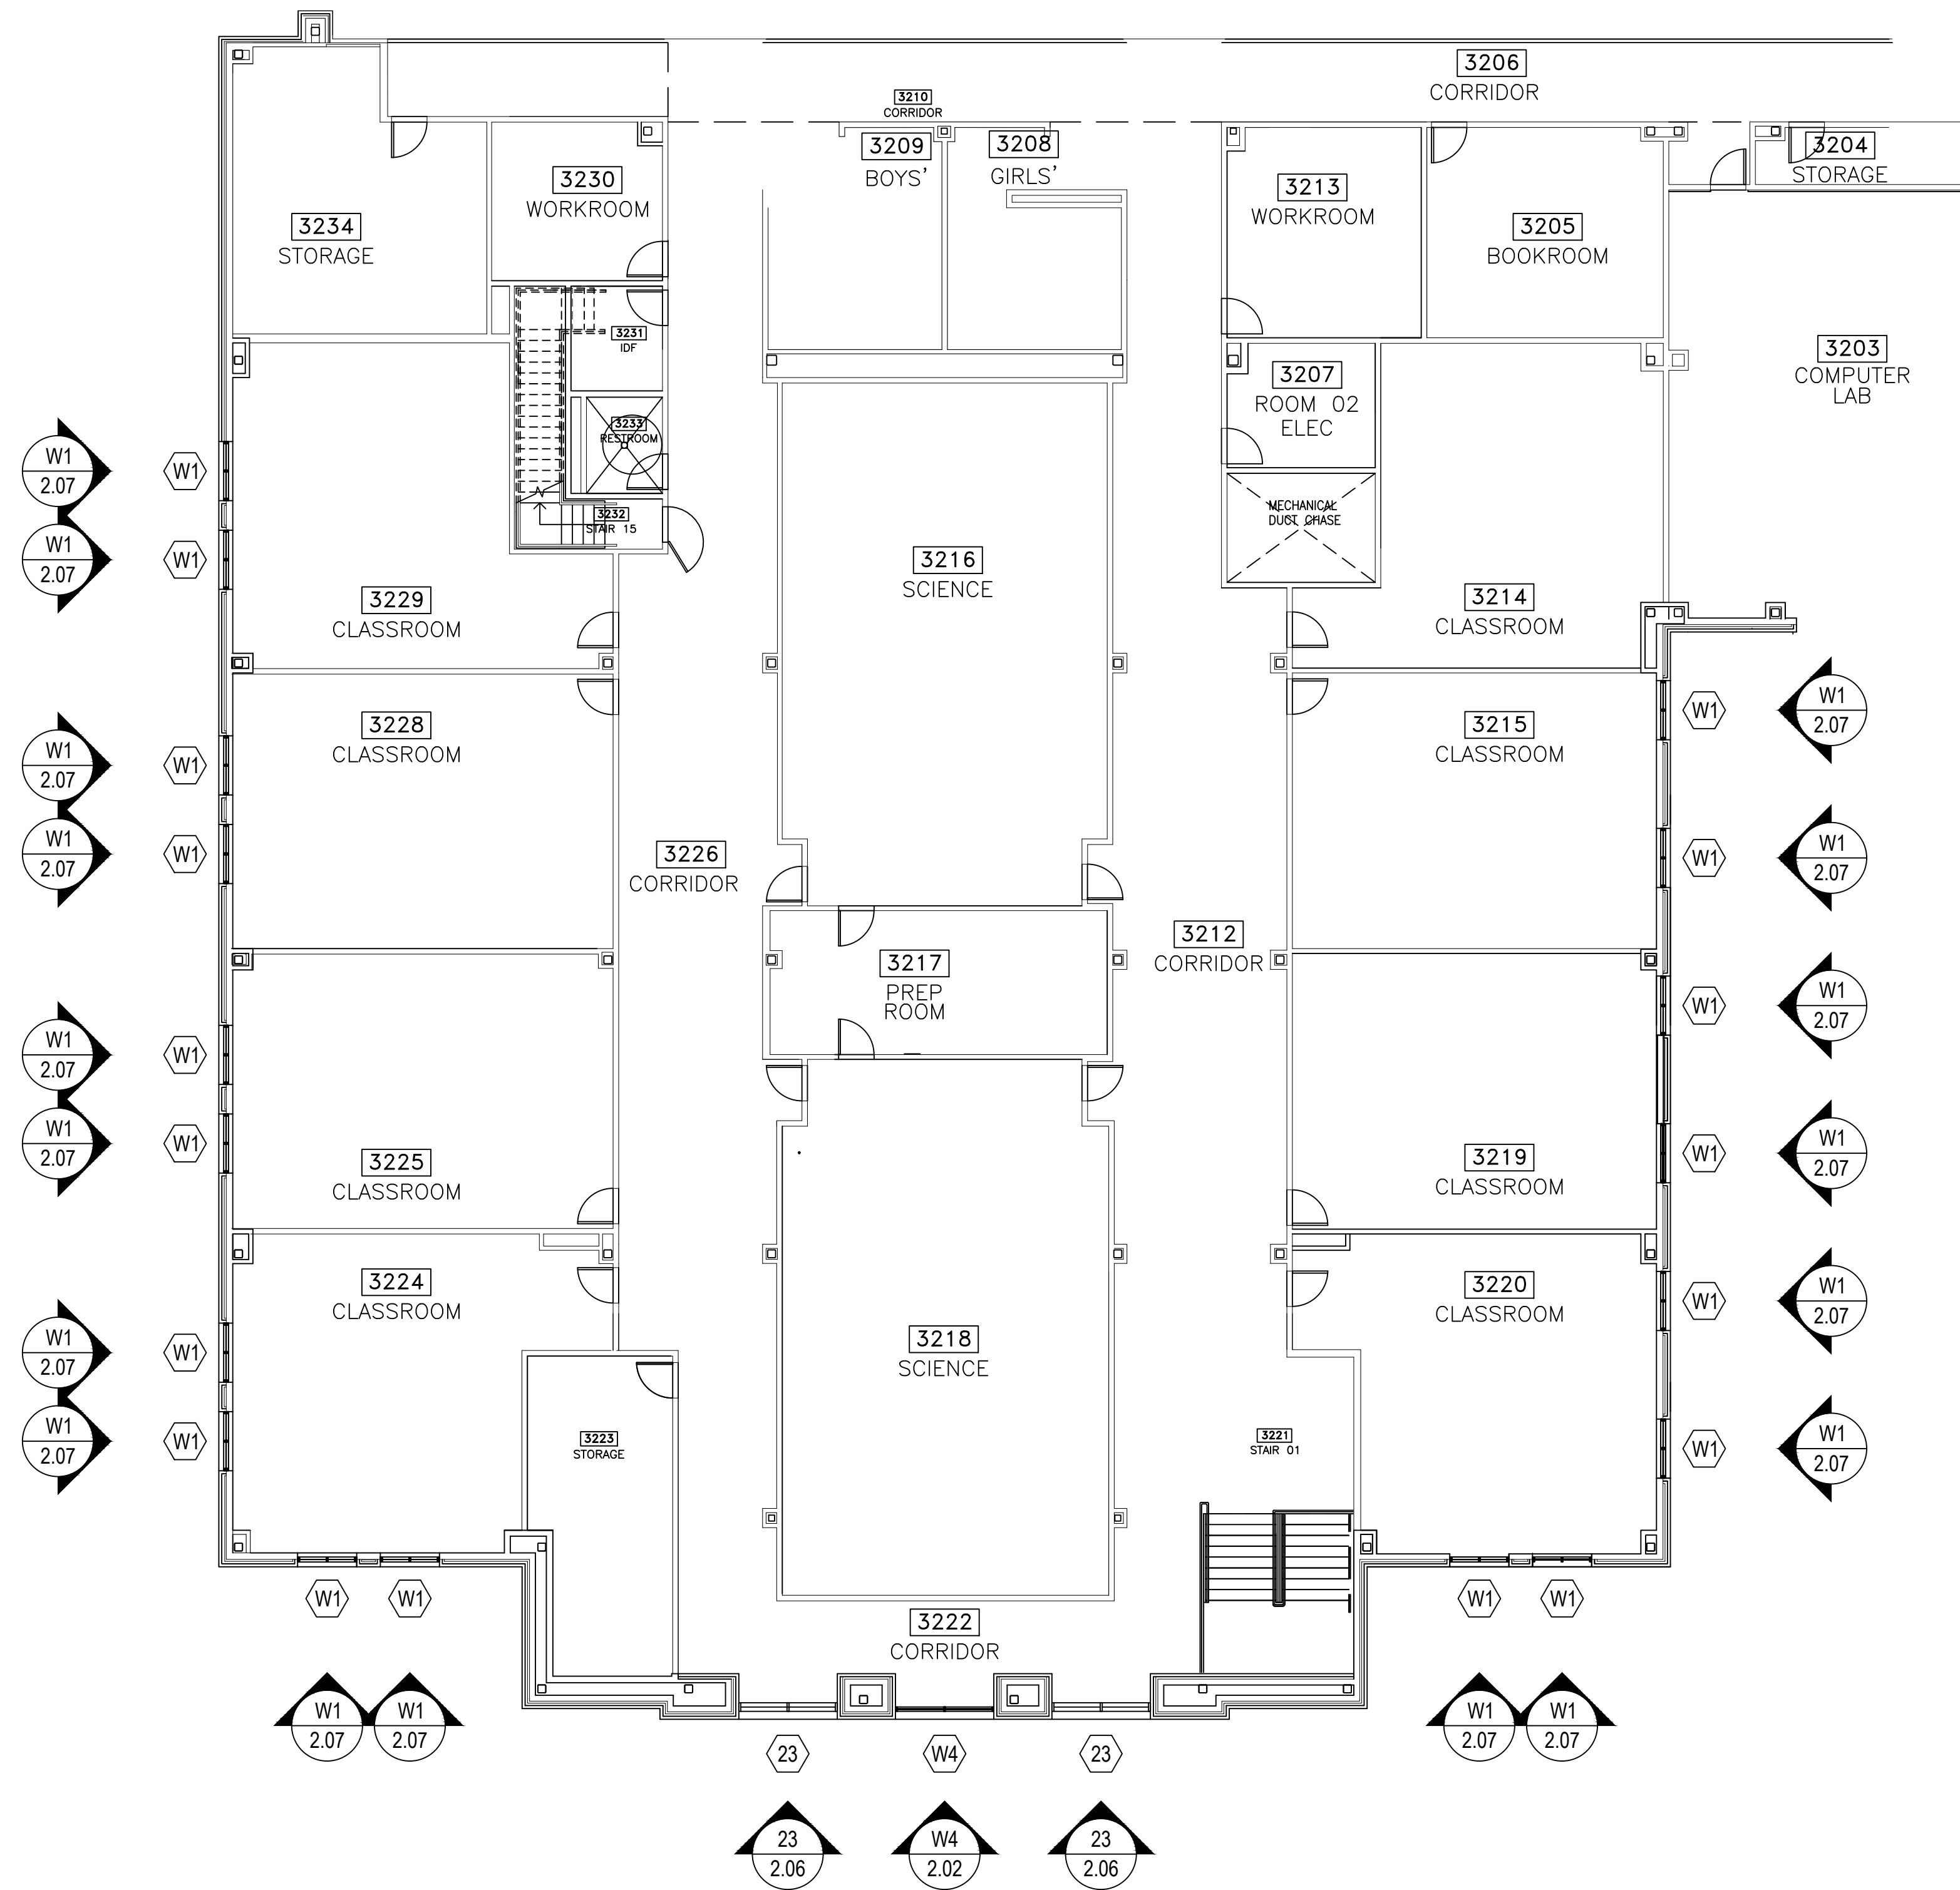 3206
CORRIDOR
3210
CORRIDOR
3209
BOYS'
3208
GIRLS'
3204
STORAGE
3230
WORKROOM
3213
WORKROOM
3234
STORAGE
3205
BOOKROOM
3231
IDF
3203
COMPUTER
LAB
3207
ROOM 02
ELEC
3233
RESTROOM
W1
2.07
W1
MECHANICAL
DUCT CHASE
3232
STAIR 15
W1
2.07
W1
3216
SCIENCE
3229
CLASSROOM
3214
CLASSROOM
W1
W1
2.07
3228
CLASSROOM
3215
CLASSROOM
W1
2.07
W1
W1
2.07
W1
3226
CORRIDOR
W1
W1
2.07
3212
CORRIDOR
3217
PREP
ROOM
W1
W1
2.07
W1
2.07
W1
W1
2.07
W1
3225
CLASSROOM
3219
CLASSROOM
W1
W1
2.07
3224
CLASSROOM
3220
CLASSROOM
W1
W1
2.07
W1
2.07
W1
3218
SCIENCE
W1
2.07
W1
3223
STORAGE
3221
STAIR 01
W1
W1
2.07
W1
W1
W1
W1
3222
CORRIDOR
W1
2.07
W1
2.07
W1
2.07
W1
2.07
23
W4
23
23
2.06
W4
2.02
23
2.06